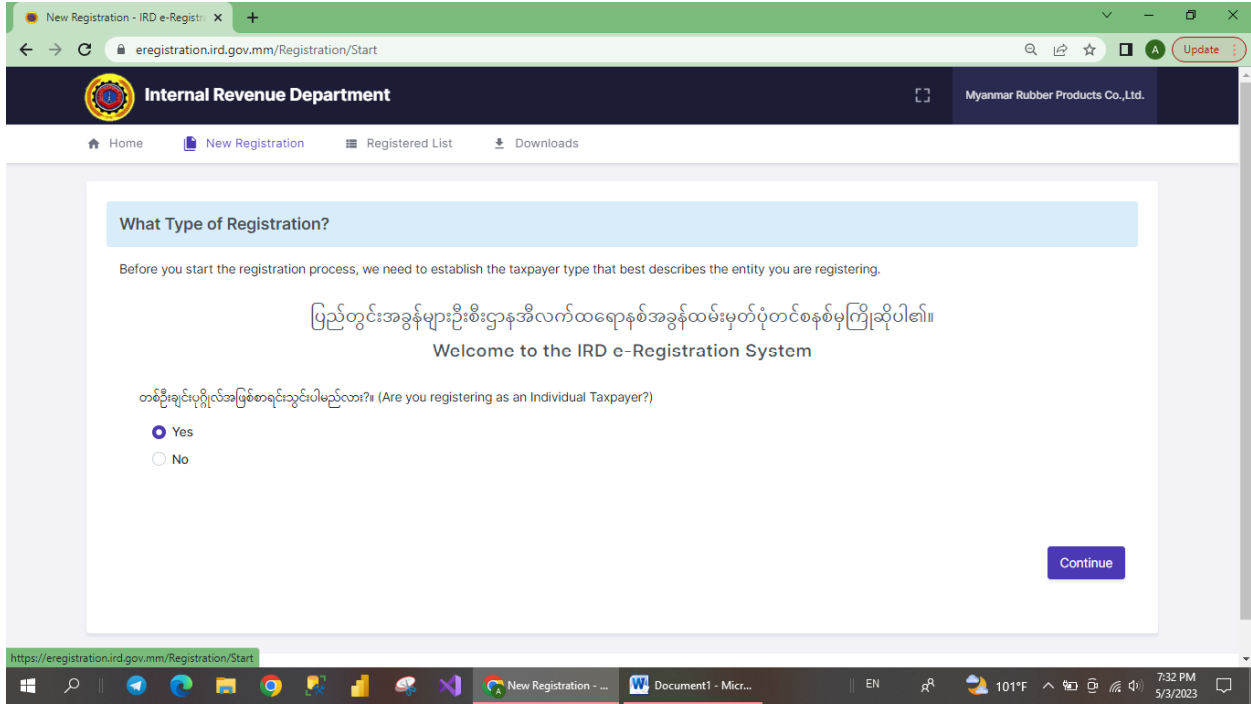 New Registration - IRD e-Registra
eregistration.ird.gov.mm/Registration/Start
A
Update
Internal Revenue Department
Myanmar Rubber Products Co.,Ltd.
Home
New Registration
Registered List
Downloads
What Type of Registration?
Before you start the registration process, we need to establish the taxpayer type that best describes the entity you are registering.
ပြည်တွင်းအခွန်များဦးစီးဌာနအီလက်ထရောနစ်အခွန်ထမ်းမှတ်ပုံတင်စနစ်မှကြိုဆိုပါ၏။
Welcome to the IRD e-Registration System
တစ်ဦးချင်းပုဂ္ဂိုလ်အဖြစ်စာရင်းသွင်းပါမည်လား?။ (Are you registering as an Individual Taxpayer?)
Yes
No
Continue
https://eregistration.ird.gov.mm/Registration/Start
New Registration - ...
Document1 - Micr...
EN
101°F
7:32 PM
5/3/2023